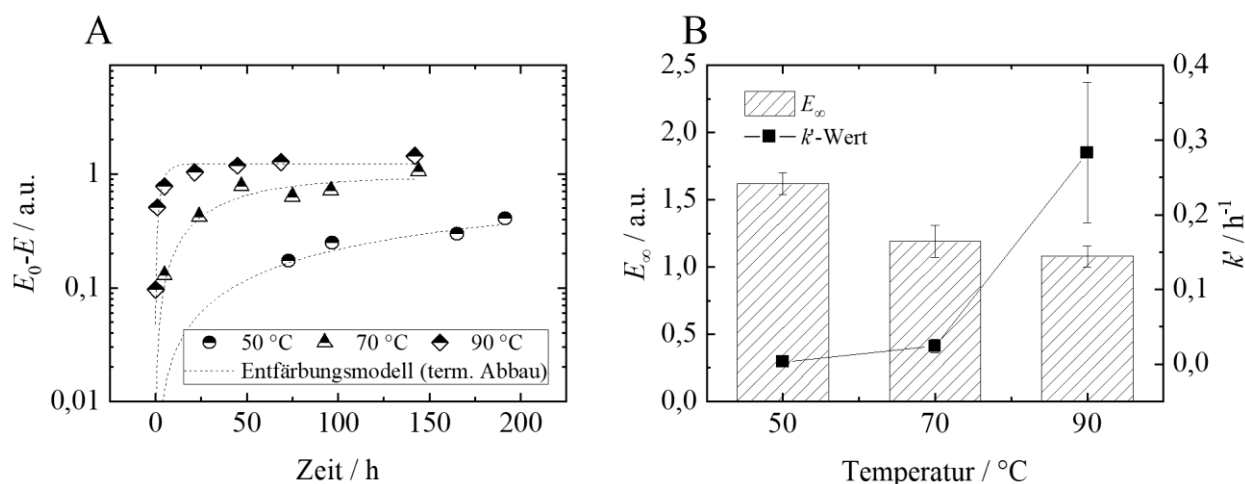 A
E₀-E / a.u.
1
0,1
0,01
50 °C 70 °C 90 °C
Entfärbungsmodell (term. Abbau)
0 50 100 150 200
Zeit / h
B
E∞ / a.u.
2,5
2,0
1,5
1,0
0,5
0,0
E∞
k'-Wert
50 70 90
Temperatur / °C
0,4
0,3
0,2
0,1
0,0
k' / h⁻¹